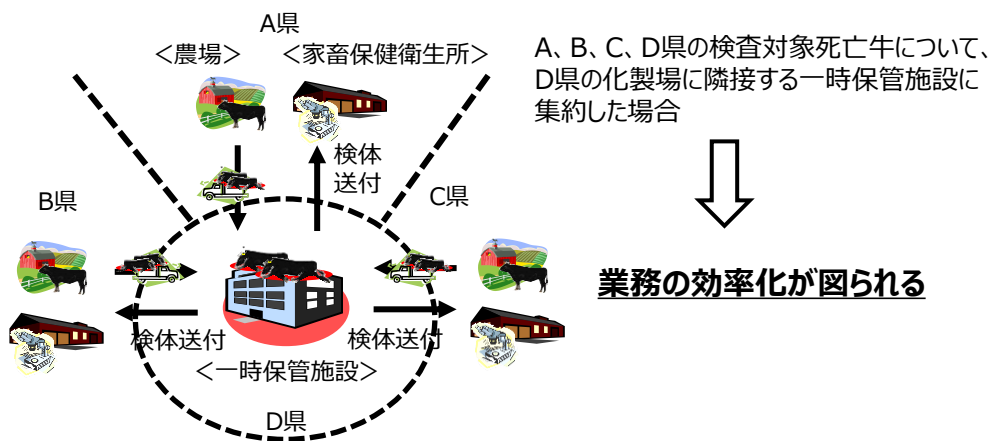 A県
＜農場＞
＜家畜保健衛生所＞
A、B、C、D県の検査対象死亡牛について、
D県の化製場に隣接する一時保管施設に
集約した場合
検体
送付
B県
C県
業務の効率化が図られる
検体送付
検体送付
＜一時保管施設＞
D県